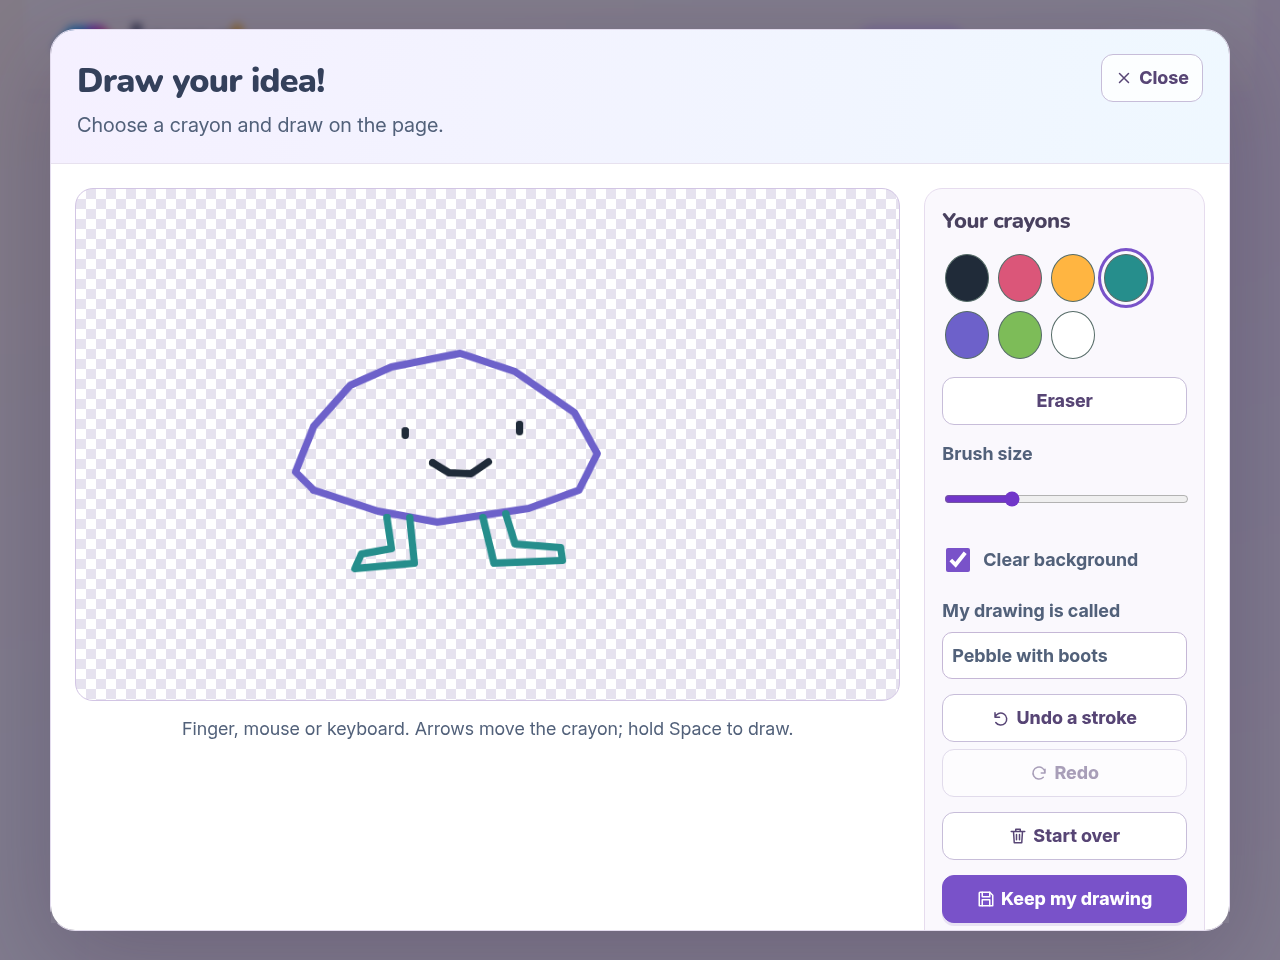 Draw your idea!
Close
Choose a crayon and draw on the page.
Your crayons
Eraser
Brush size
Clear background
My drawing is called
Pebble with boots
Undo a stroke
Redo
Start over
Keep my drawing
Finger, mouse or keyboard. Arrows move the crayon; hold Space to draw.